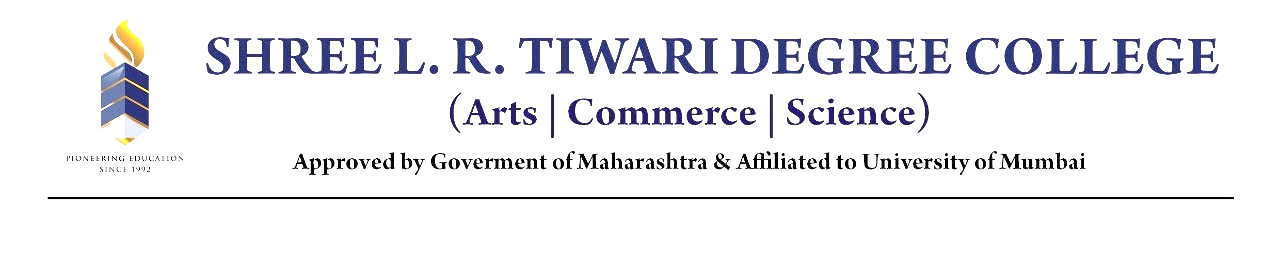 SHREE L. R. TIWARI DEGREE COLLEGE
(Arts | Commerce | Science)
Approved by Goverment of Maharashtra & Affiliated to University of Mumbai
PIONEERING EDUCATION
SINCE 1992